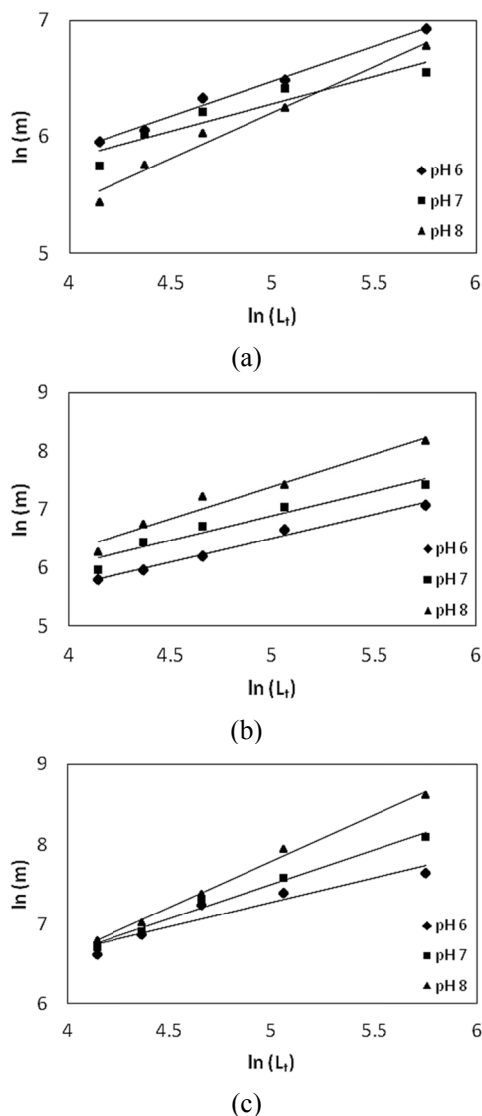 7
6
5
ln (m)
◆ pH 6
■ pH 7
▲ pH 8
4 4.5 5 5.5 6
ln (Lₜ)
(a)
9
8
7
6
5
ln (m)
◆ pH 6
■ pH 7
▲ pH 8
4 4.5 5 5.5 6
ln (Lₜ)
(b)
9
8
7
6
ln (m)
◆ pH 6
■ pH 7
▲ pH 8
4 4.5 5 5.5 6
ln (Lₜ)
(c)